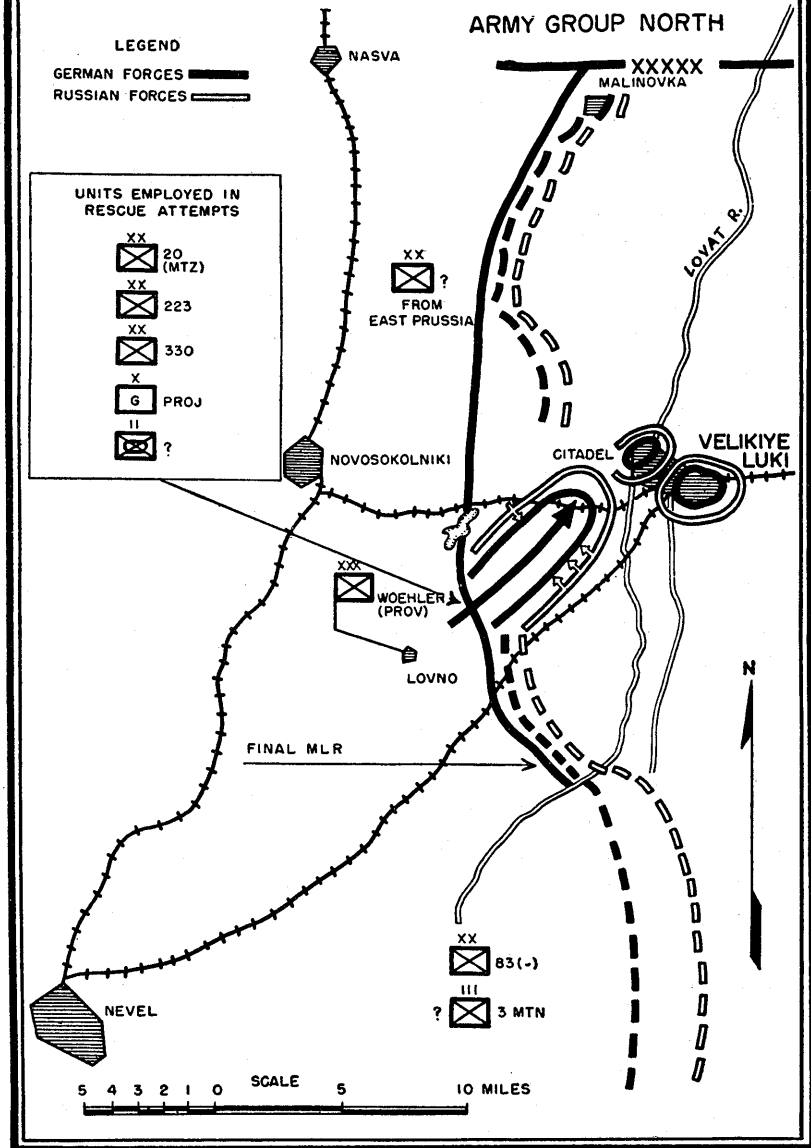 ARMY GROUP NORTH
XXXXX
LEGEND
GERMAN FORCES
RUSSIAN FORCES
NASVA
MALINOVKA
UNITS EMPLOYED IN
RESCUE ATTEMPTS
XX
20
(MTZ)
XX
223
XX
330
X
G PROJ
II
?
XX
?
FROM
EAST PRUSSIA
LOVAT R.
NOVOSOKOLNIKI
CITADEL
VELIKIYE
LUKI
XXX
WOEHLER
(PROV)
LOVNO
N
FINAL MLR
XX
83(-)
III
? 3 MTN
NEVEL
SCALE
5 4 3 2 1 0 5 10 MILES